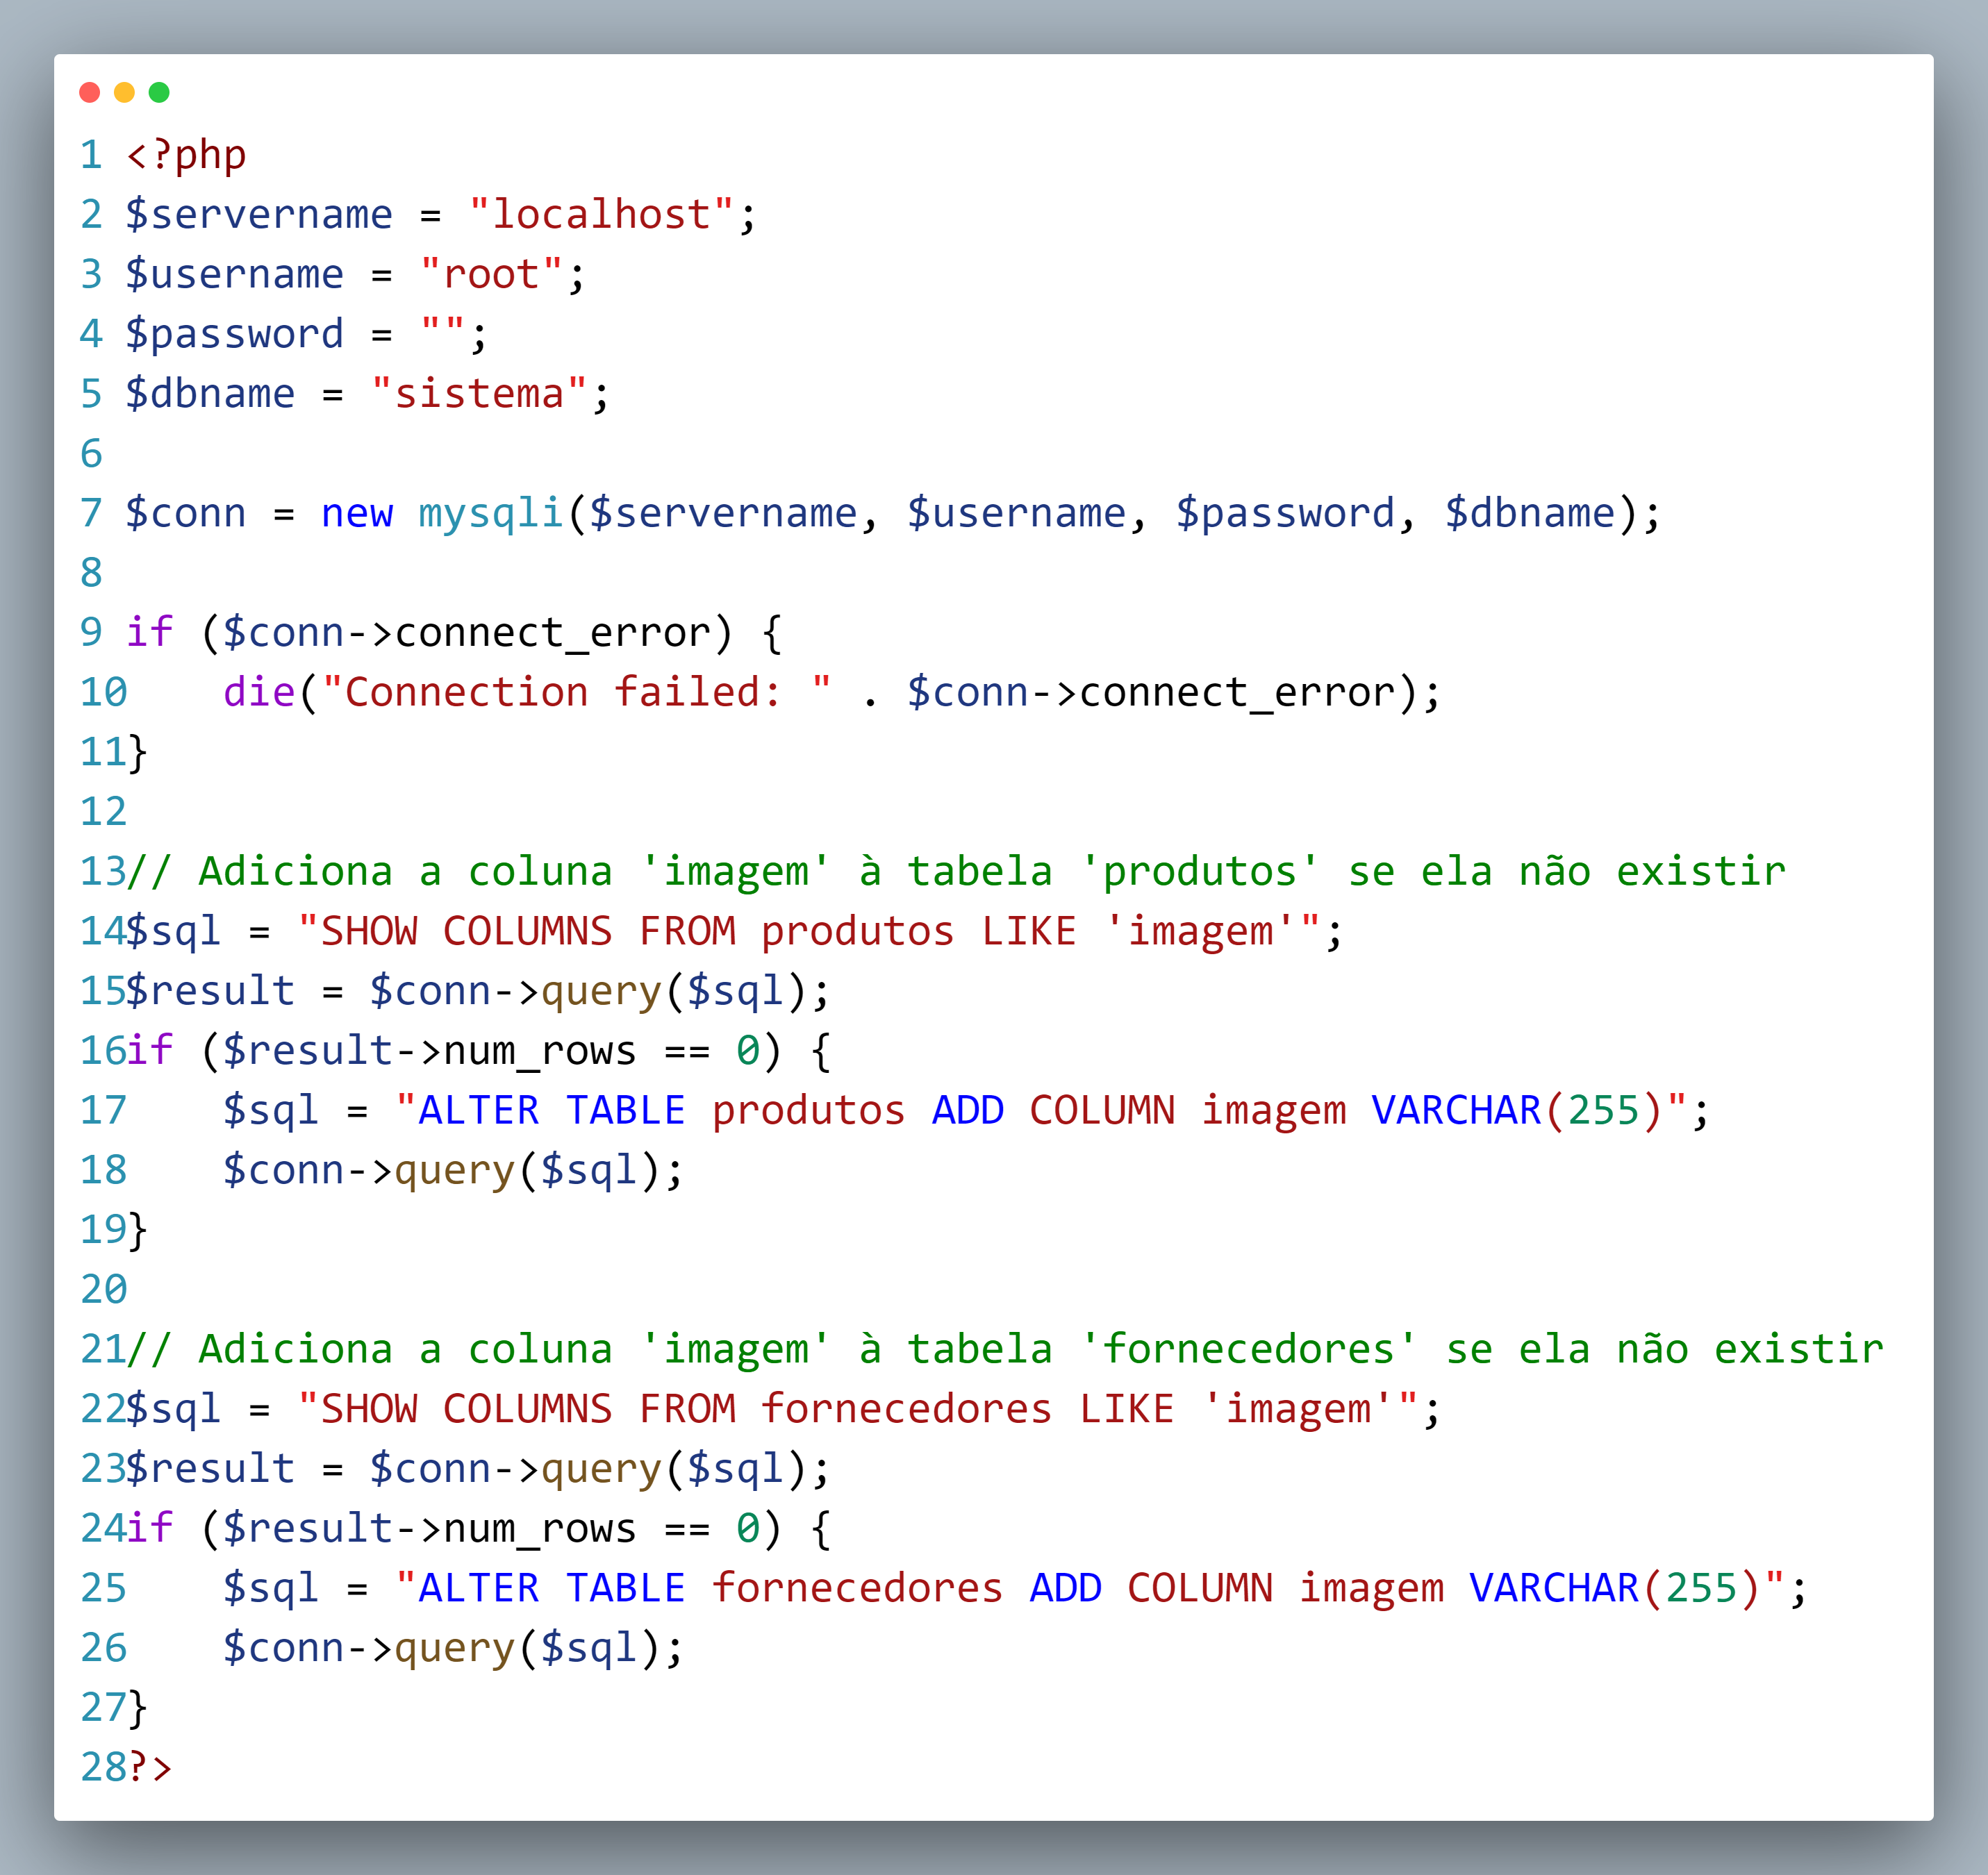 1 <?php
2 $servername = "localhost";
3 $username = "root";
4 $password = "";
5 $dbname = "sistema";
6
7 $conn = new mysqli($servername, $username, $password, $dbname);
8
9 if ($conn->connect_error) {
10    die("Connection failed: " . $conn->connect_error);
11}
12
13// Adiciona a coluna 'imagem' à tabela 'produtos' se ela não existir
14$sql = "SHOW COLUMNS FROM produtos LIKE 'imagem'";
15$result = $conn->query($sql);
16if ($result->num_rows == 0) {
17    $sql = "ALTER TABLE produtos ADD COLUMN imagem VARCHAR(255)";
18    $conn->query($sql);
19}
20
21// Adiciona a coluna 'imagem' à tabela 'fornecedores' se ela não existir
22$sql = "SHOW COLUMNS FROM fornecedores LIKE 'imagem'";
23$result = $conn->query($sql);
24if ($result->num_rows == 0) {
25    $sql = "ALTER TABLE fornecedores ADD COLUMN imagem VARCHAR(255)";
26    $conn->query($sql);
27}
28?>